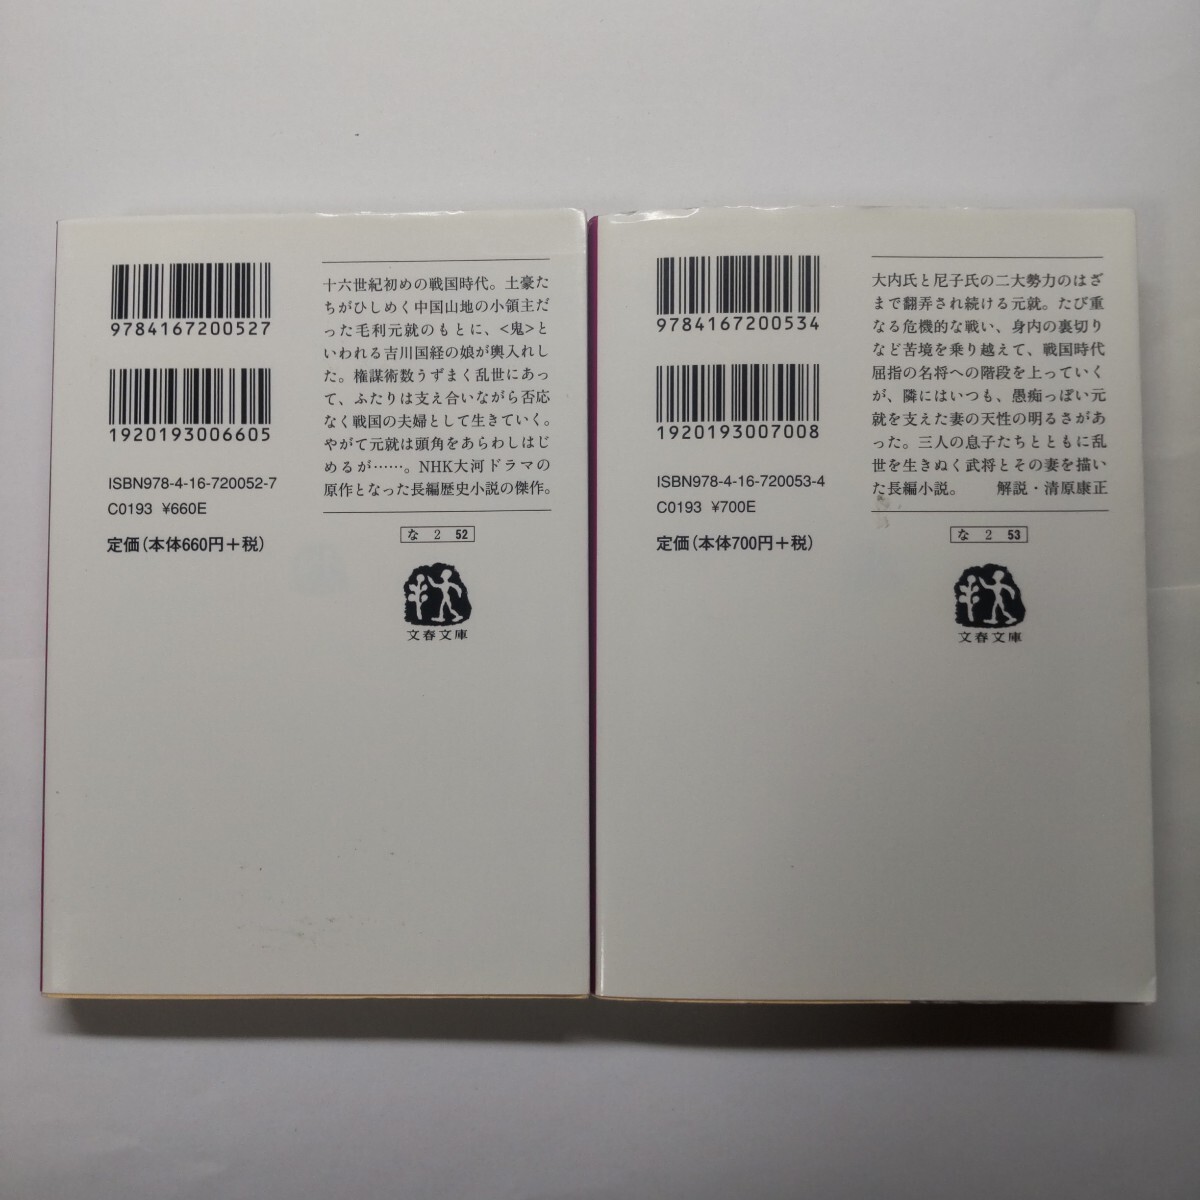 9784167200527
1920193006605
ISBN978-4-16-720052-7
C0193 ¥660E
定価(本体660円+税)
十六世紀初めの戦国時代。土豪た
ちがひしめく中国山地の小領主だ
った毛利元就のもとに、<鬼>と
いわれる吉川国経の娘が輿入れし
た。権謀術数うずまく乱世にあっ
て、ふたりは支え合いながら否応
なく戦国の夫婦として生きていく。
やがて元就は頭角をあらわしはじ
めるが……。NHK大河ドラマの
原作となった長編歴史小説の傑作。
な 2 52
文春文庫
9784167200534
1920193007008
ISBN978-4-16-720053-4
C0193 ¥700E
定価(本体700円+税)
大内氏と尼子氏の二大勢力のはざ
まで翻弄され続ける元就。たび重
なる危機的な戦い、身内の裏切り
など苦境を乗り越えて、戦国時代
屈指の名将への階段を上っていく
が、隣にはいつも、愚痴っぽい元
就を支えた妻の天性の明るさがあ
った。三人の息子たちとともに乱
世を生きぬく武将とその妻を描い
た長編小説。 解説・清原康正
な 2 53
文春文庫